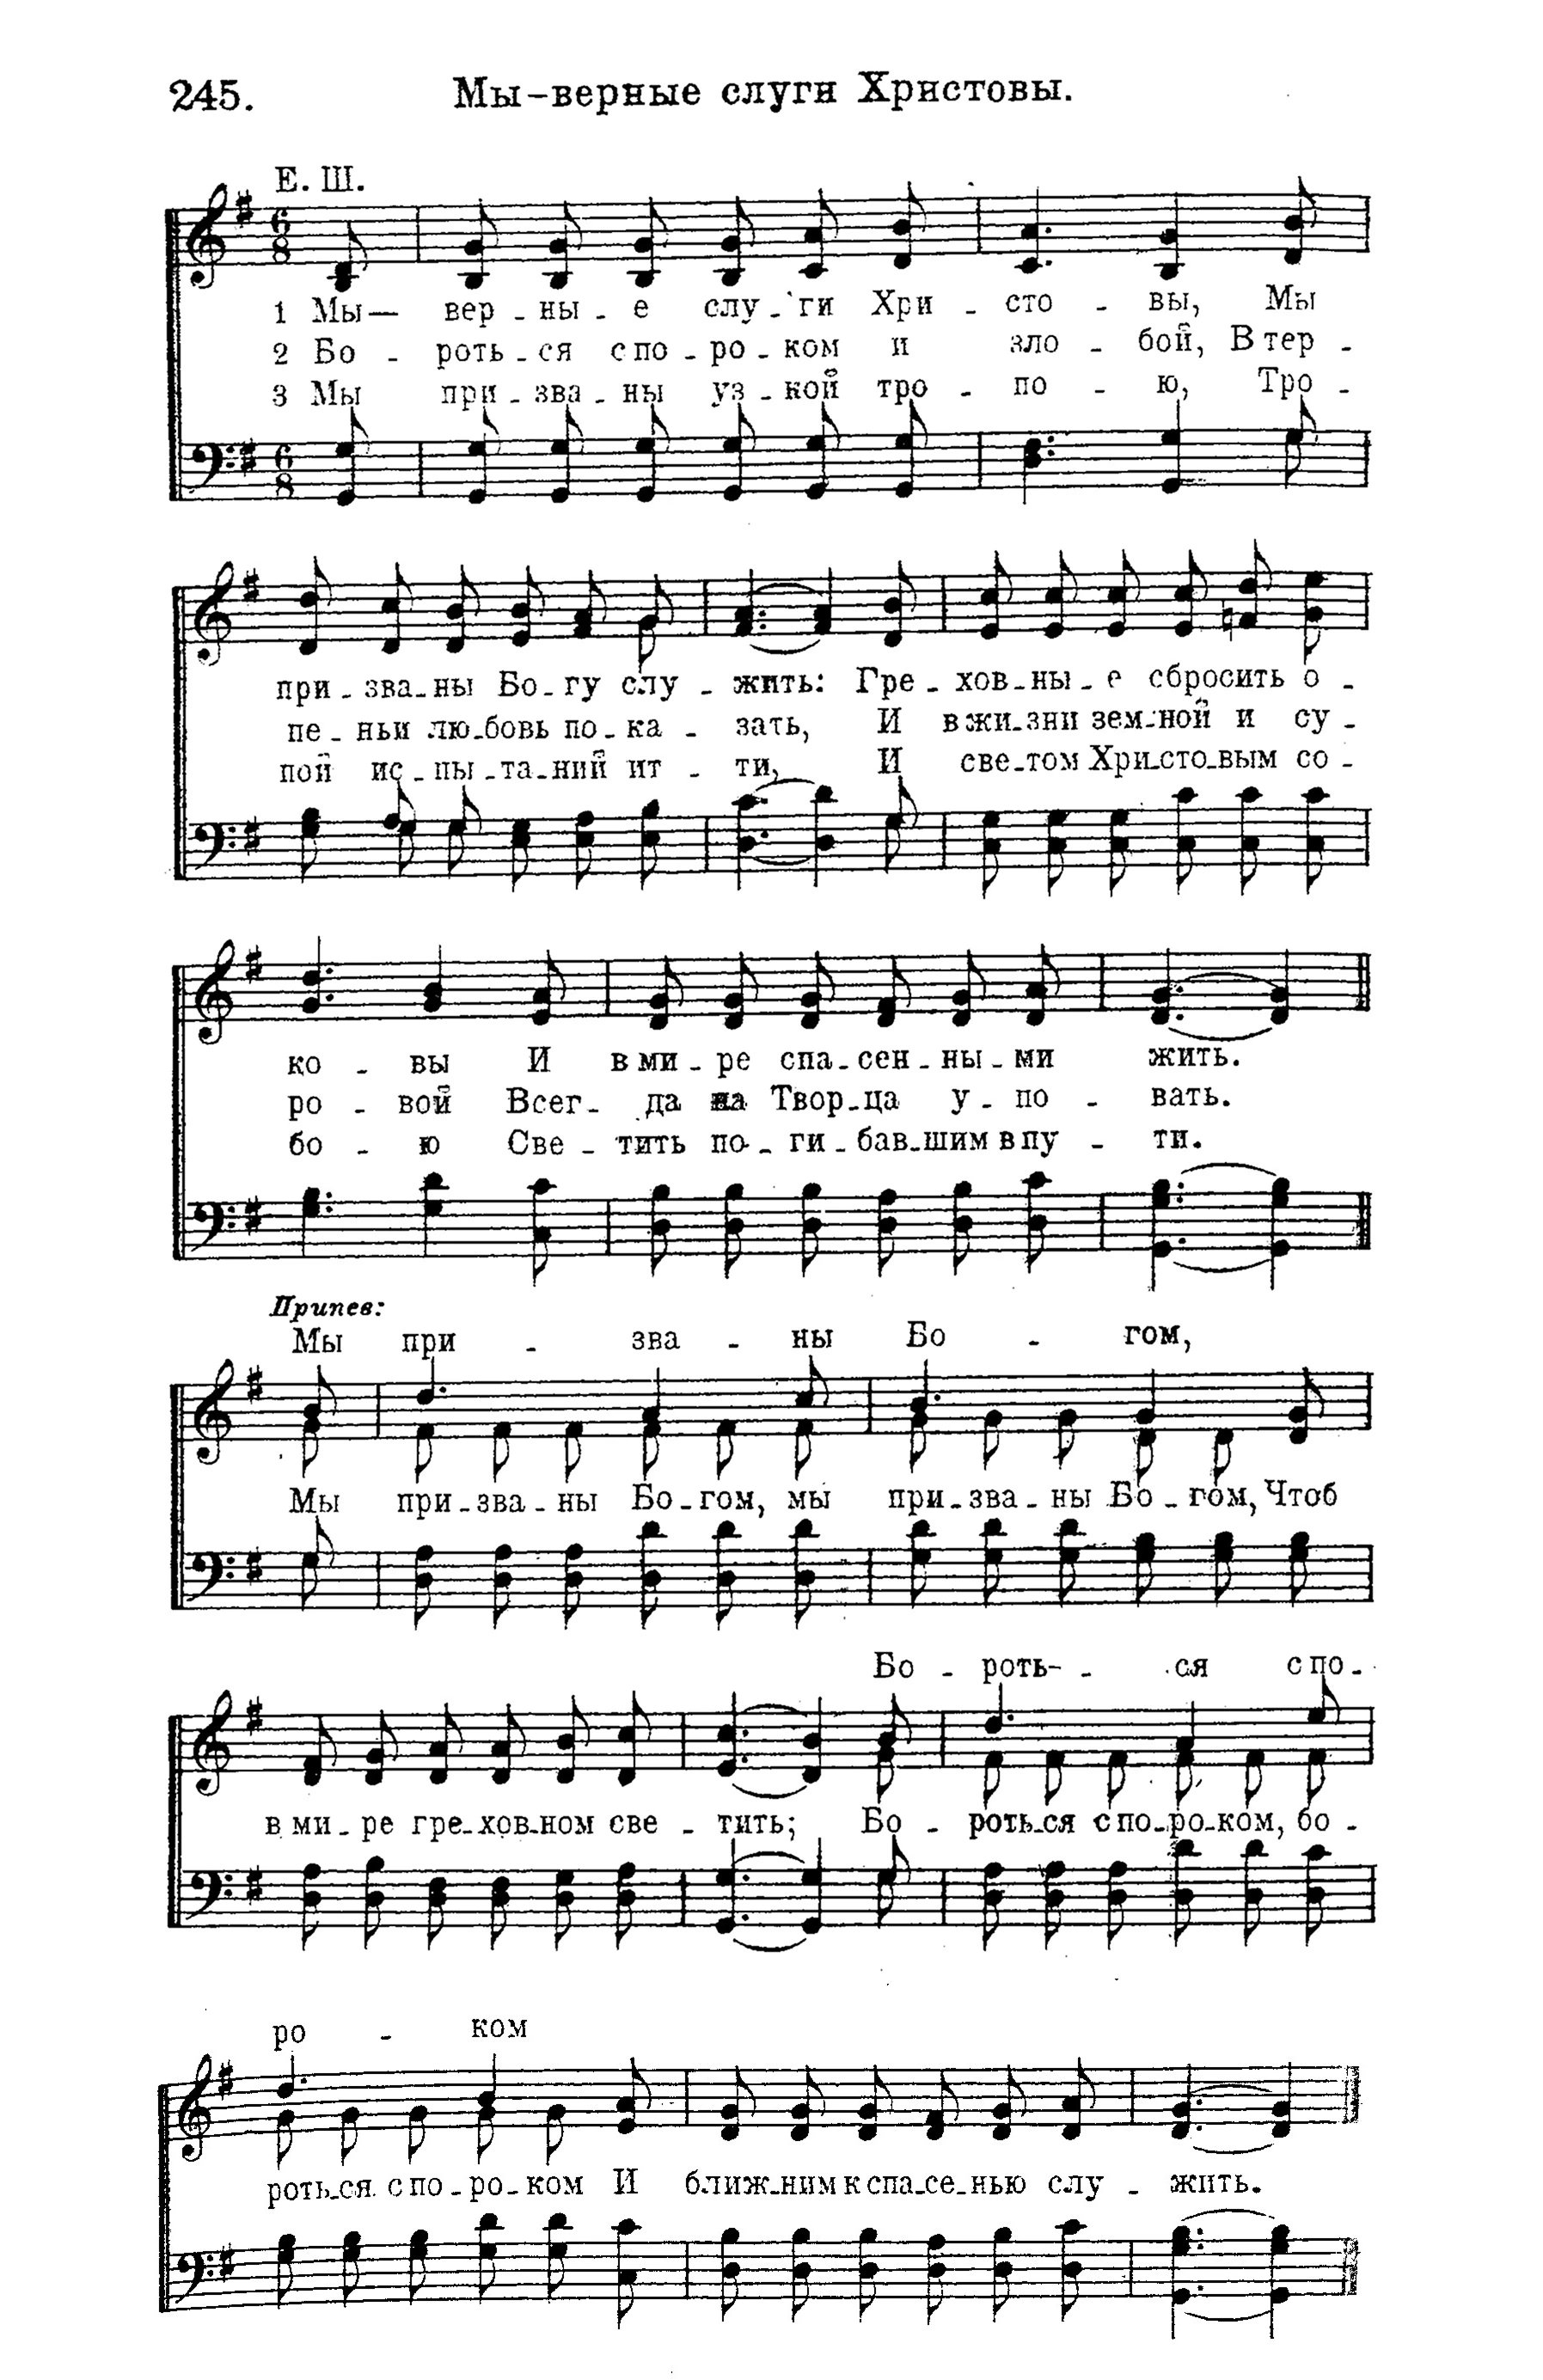 245. Мы-верные слуги Христовы.
Е. Ш.
1 Мы— вер-ны-е слу-ги Хри-сто-вы, Мы
2 Бо-роть-ся с по-ро-ком и зло-бой, В тер-
3 Мы при-зва-ны уз-кой тро-по-ю, Тро-
при-зва-ны Бо-гу слу-жить: Гре-хов-ны-е сбросить о-
пе-ньи лю-бовь по-ка-зать, И в жи-зни зем-ной и су-
пой ис-пы-та-ний ит-ти, И све-том Хри-сто-вым со-
ко-вы И в ми-ре спа-сен-ны-ми жить.
ро-вой Всег-да на Твор-ца у-по-вать.
бо-ю Све-тить по-ги-бав-шим в пу-ти.
Припев:
Мы при-зва-ны Бо-гом,
Мы при-зва-ны Бо-гом, мы при-зва-ны Бо-гом, Чтоб
Бо-роть-ся с по-
в ми-ре гре-хов-ном све-тить; Бо-роть-ся с по-ро-ком, бо-
ро-ком
роть-ся с по-ро-ком И ближ-ним к спа-се-нью слу-жить.